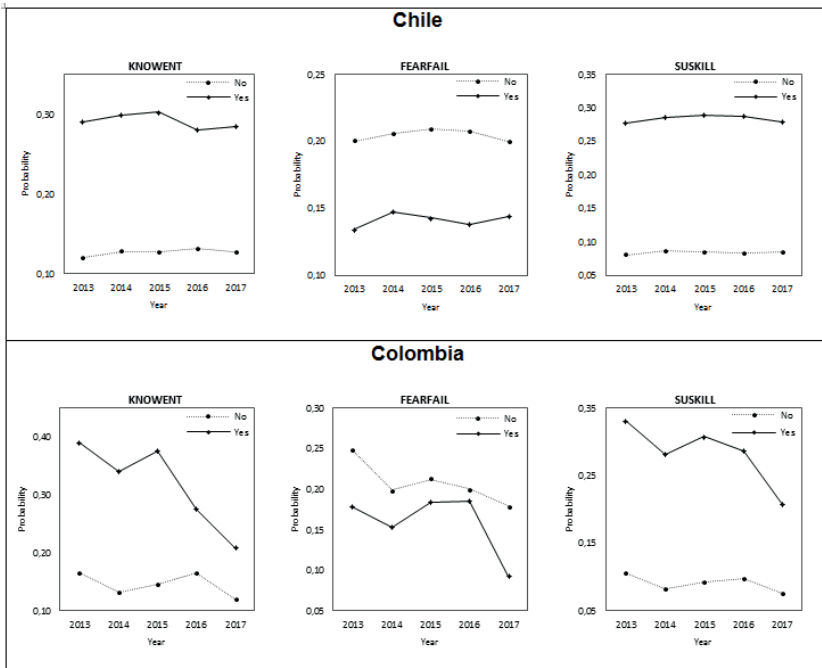 Chile
KNOWENT
No
Yes
0,30
0,20
0,10
Probability
2013 2014 2015 2016 2017
Year
FEARFAIL
No
Yes
0,25
0,20
0,15
0,10
Probability
2013 2014 2015 2016 2017
Year
SUSKILL
No
Yes
0,35
0,30
0,25
0,20
0,15
0,10
0,05
Probability
2013 2014 2015 2016 2017
Year
Colombia
KNOWENT
No
Yes
0,40
0,30
0,20
0,10
Probability
2013 2014 2015 2016 2017
Year
FEARFAIL
No
Yes
0,30
0,25
0,20
0,15
0,10
0,05
Probability
2013 2014 2015 2016 2017
Year
SUSKILL
No
Yes
0,35
0,25
0,15
0,05
Probability
2013 2014 2015 2016 2017
Year